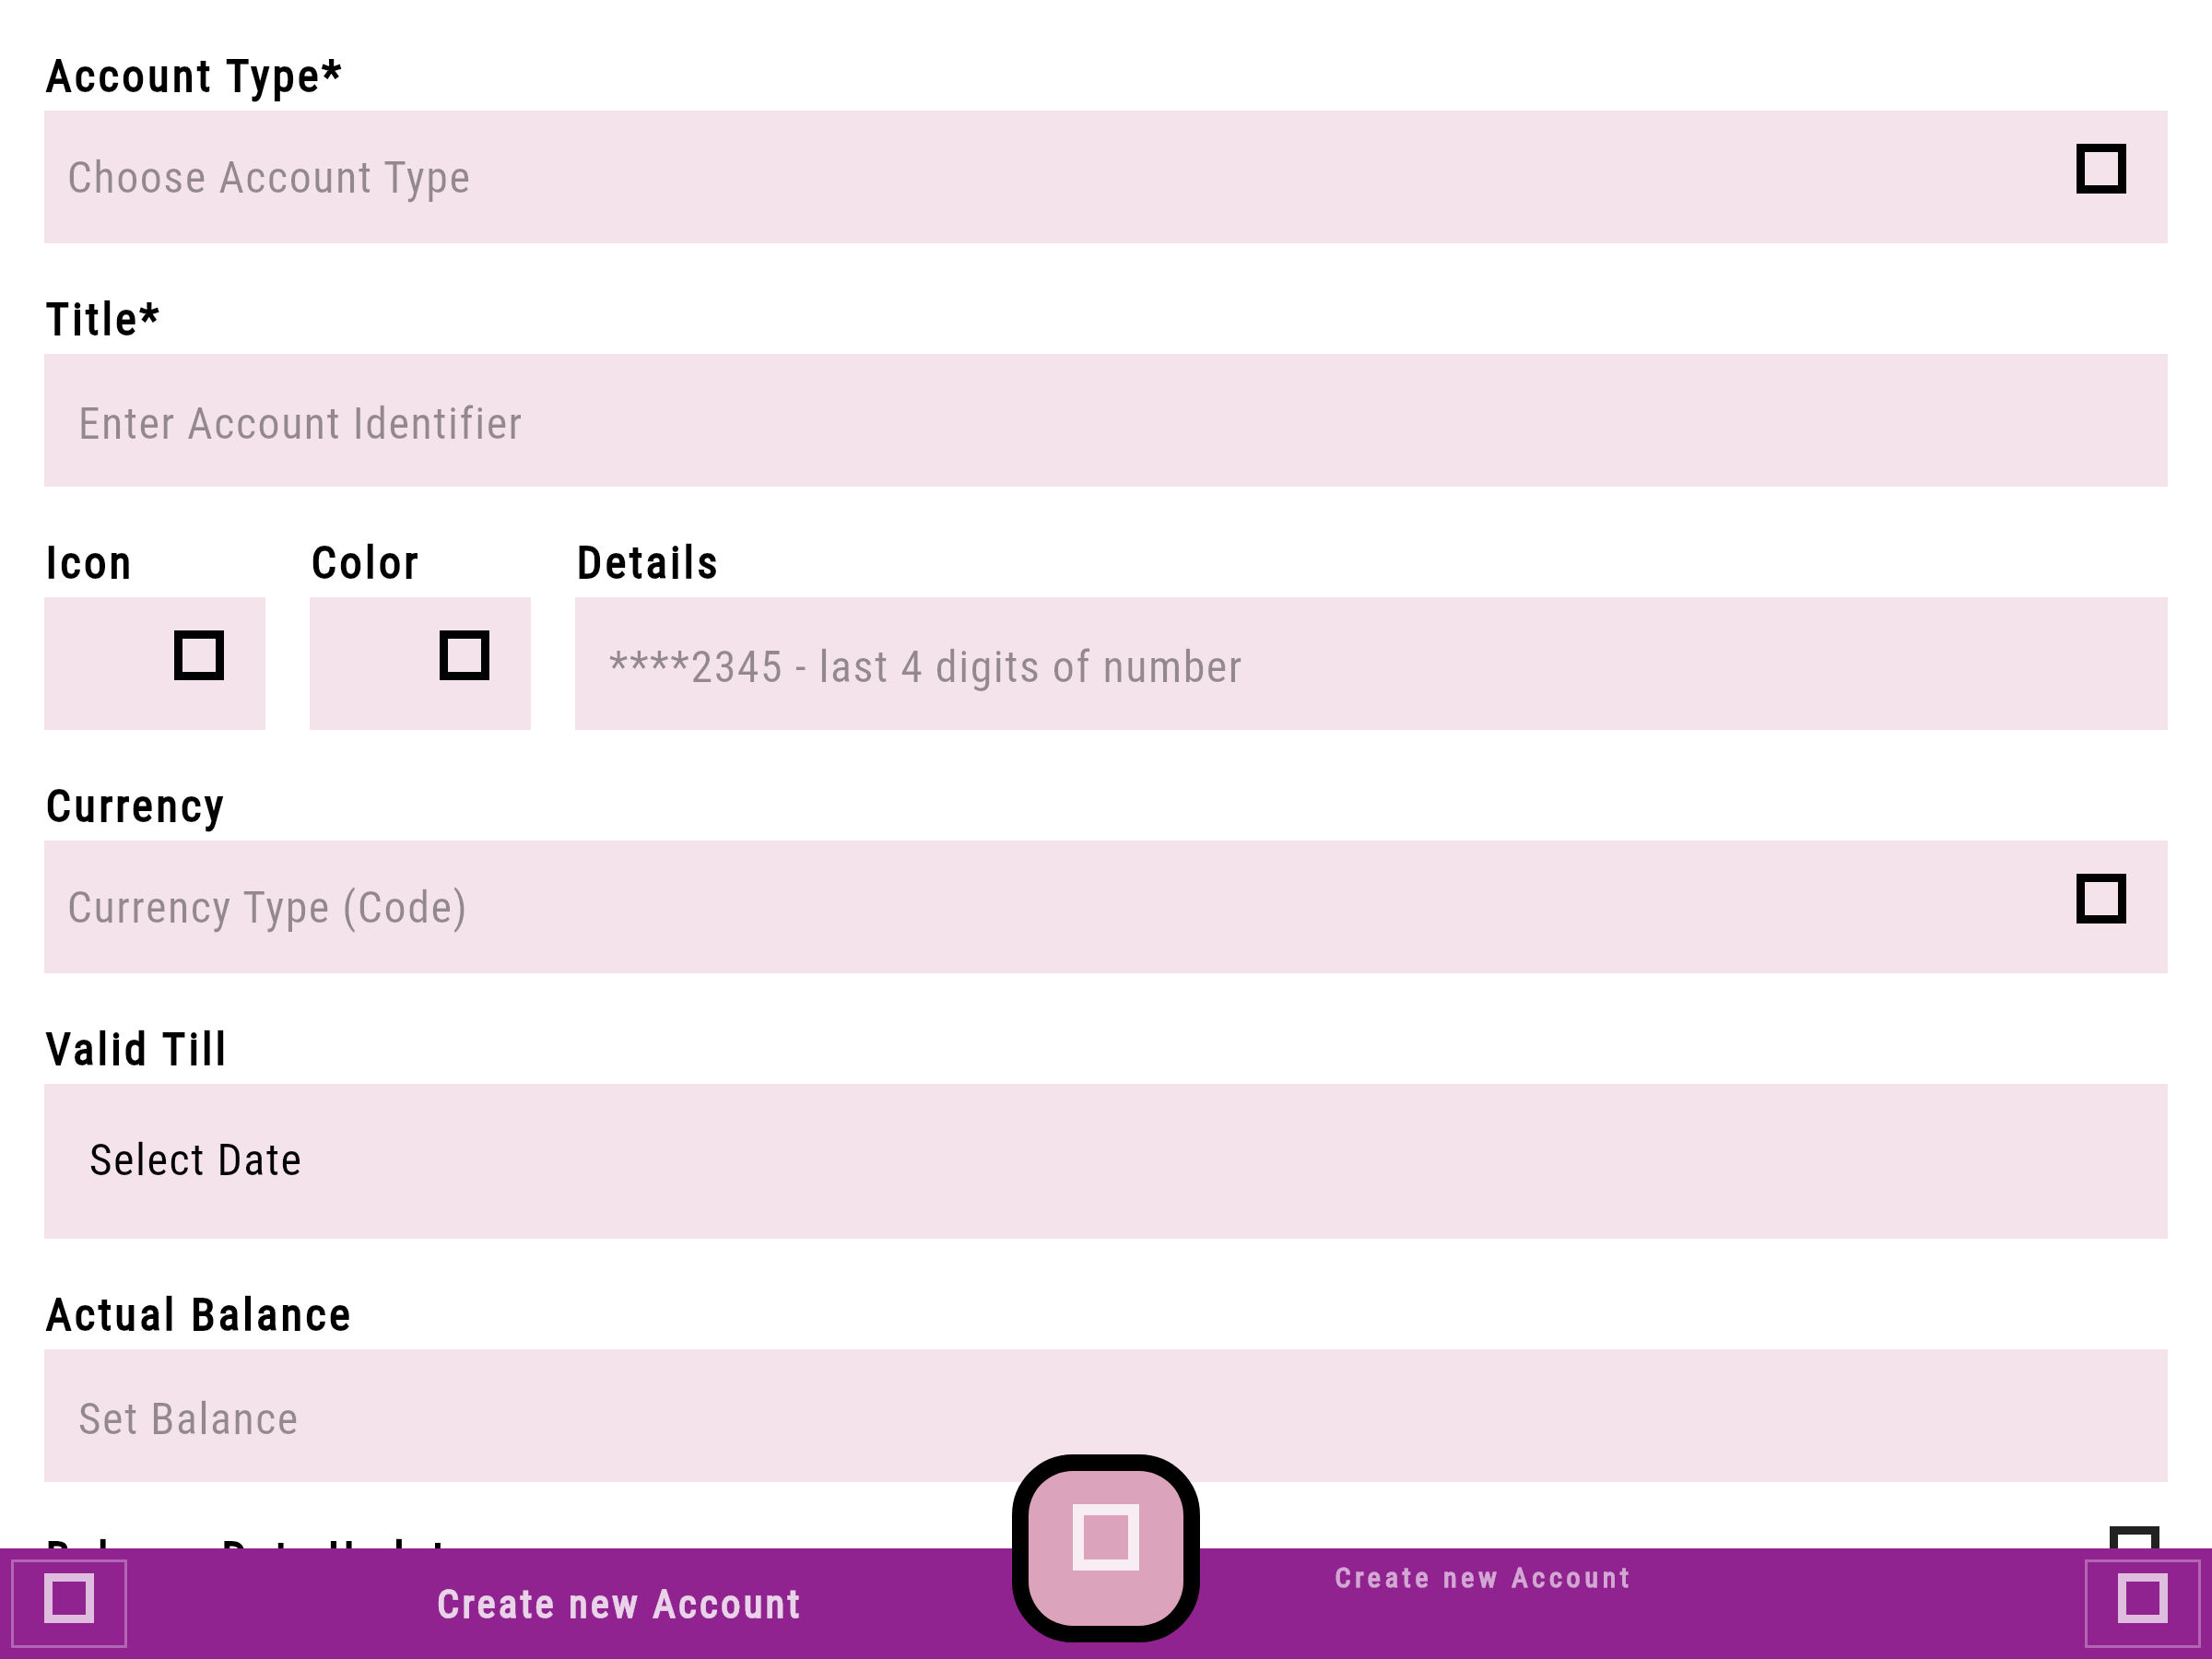 Account Type*
Choose Account Type
Title*
Enter Account Identifier
Icon Color Details
****2345 - last 4 digits of number
Currency
Currency Type (Code)
Valid Till
Select Date
Actual Balance
Set Balance
Create new Account
Create new Account